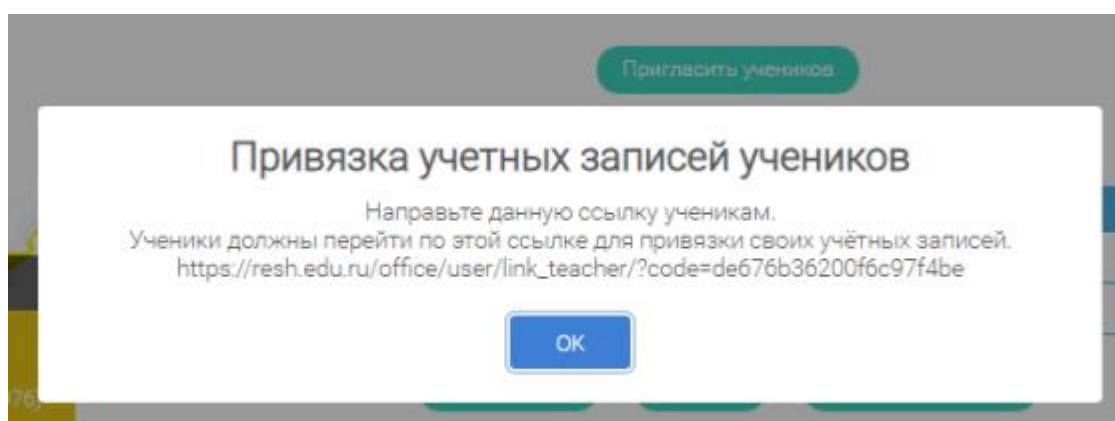 Пригласить учеников
Привязка учетных записей учеников
Направьте данную ссылку ученикам.
Ученики должны перейти по этой ссылке для привязки своих учётных записей.
https://resh.edu.ru/office/user/link_teacher/?code=de676b36200f6c97f4be
OK